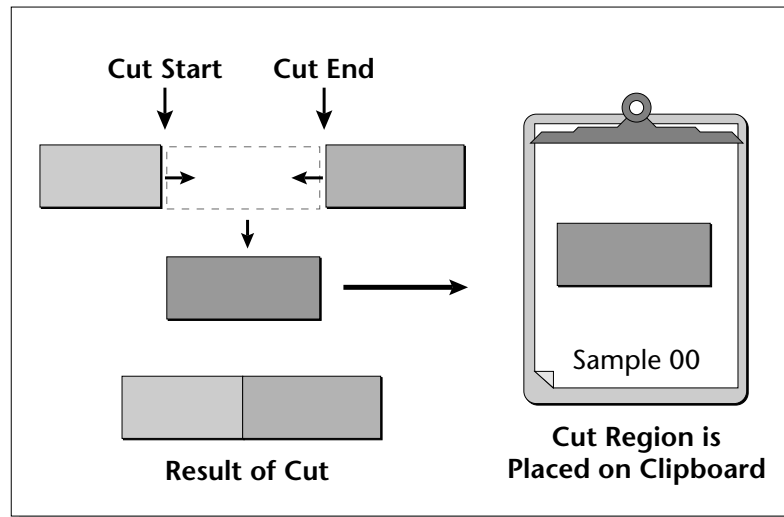 Cut Start
Cut End
Sample 00
Result of Cut
Cut Region is
Placed on Clipboard